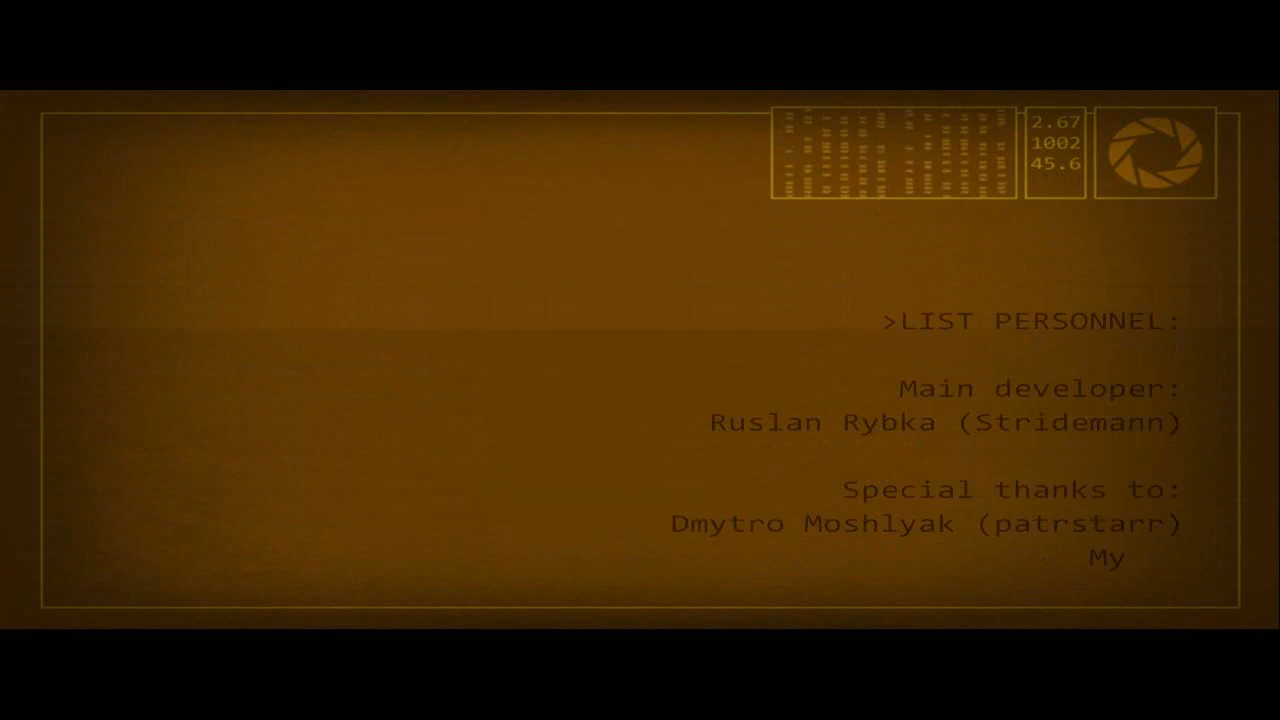 2.67
1002
45.6
>LIST PERSONNEL:
Main developer:
Ruslan Rybka (Stridemann)
Special thanks to:
Dmytro Moshlyak (patrstarr)
My